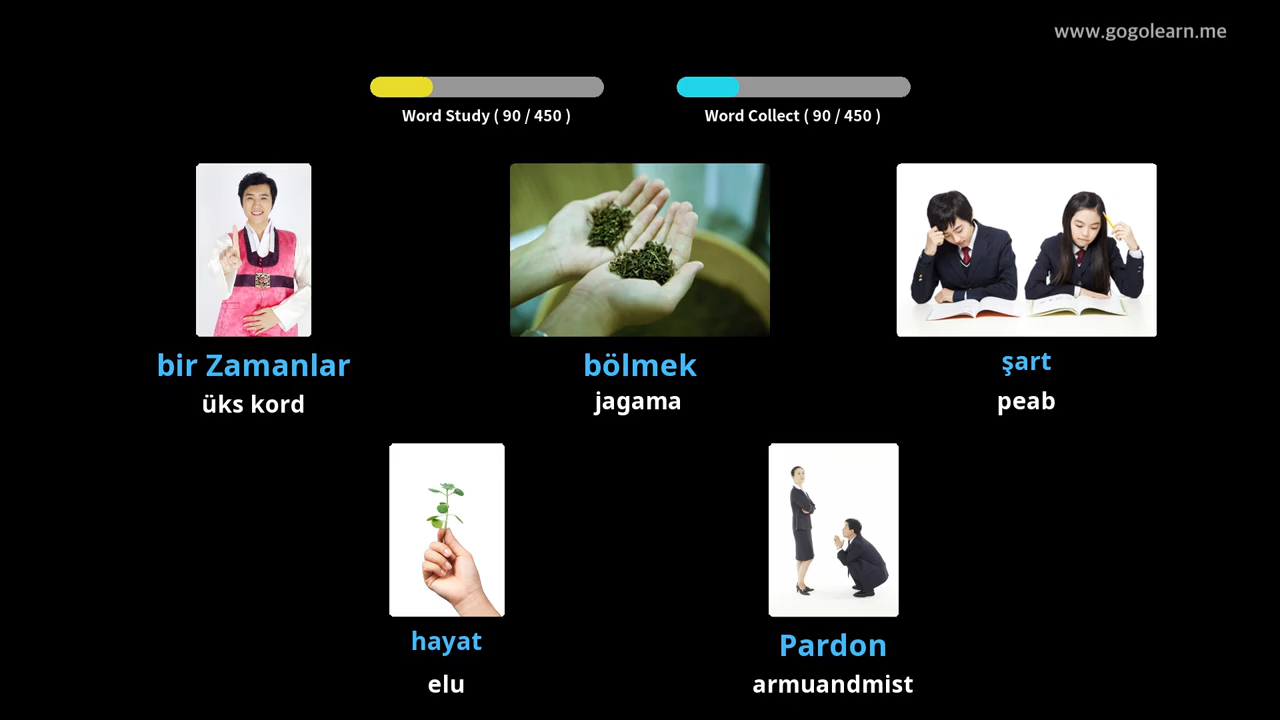 www.gogolearn.me
Word Study ( 90 / 450 )
Word Collect ( 90 / 450 )
bir Zamanlar
üks kord
bölmek
jagama
şart
peab
hayat
elu
Pardon
armuandmist